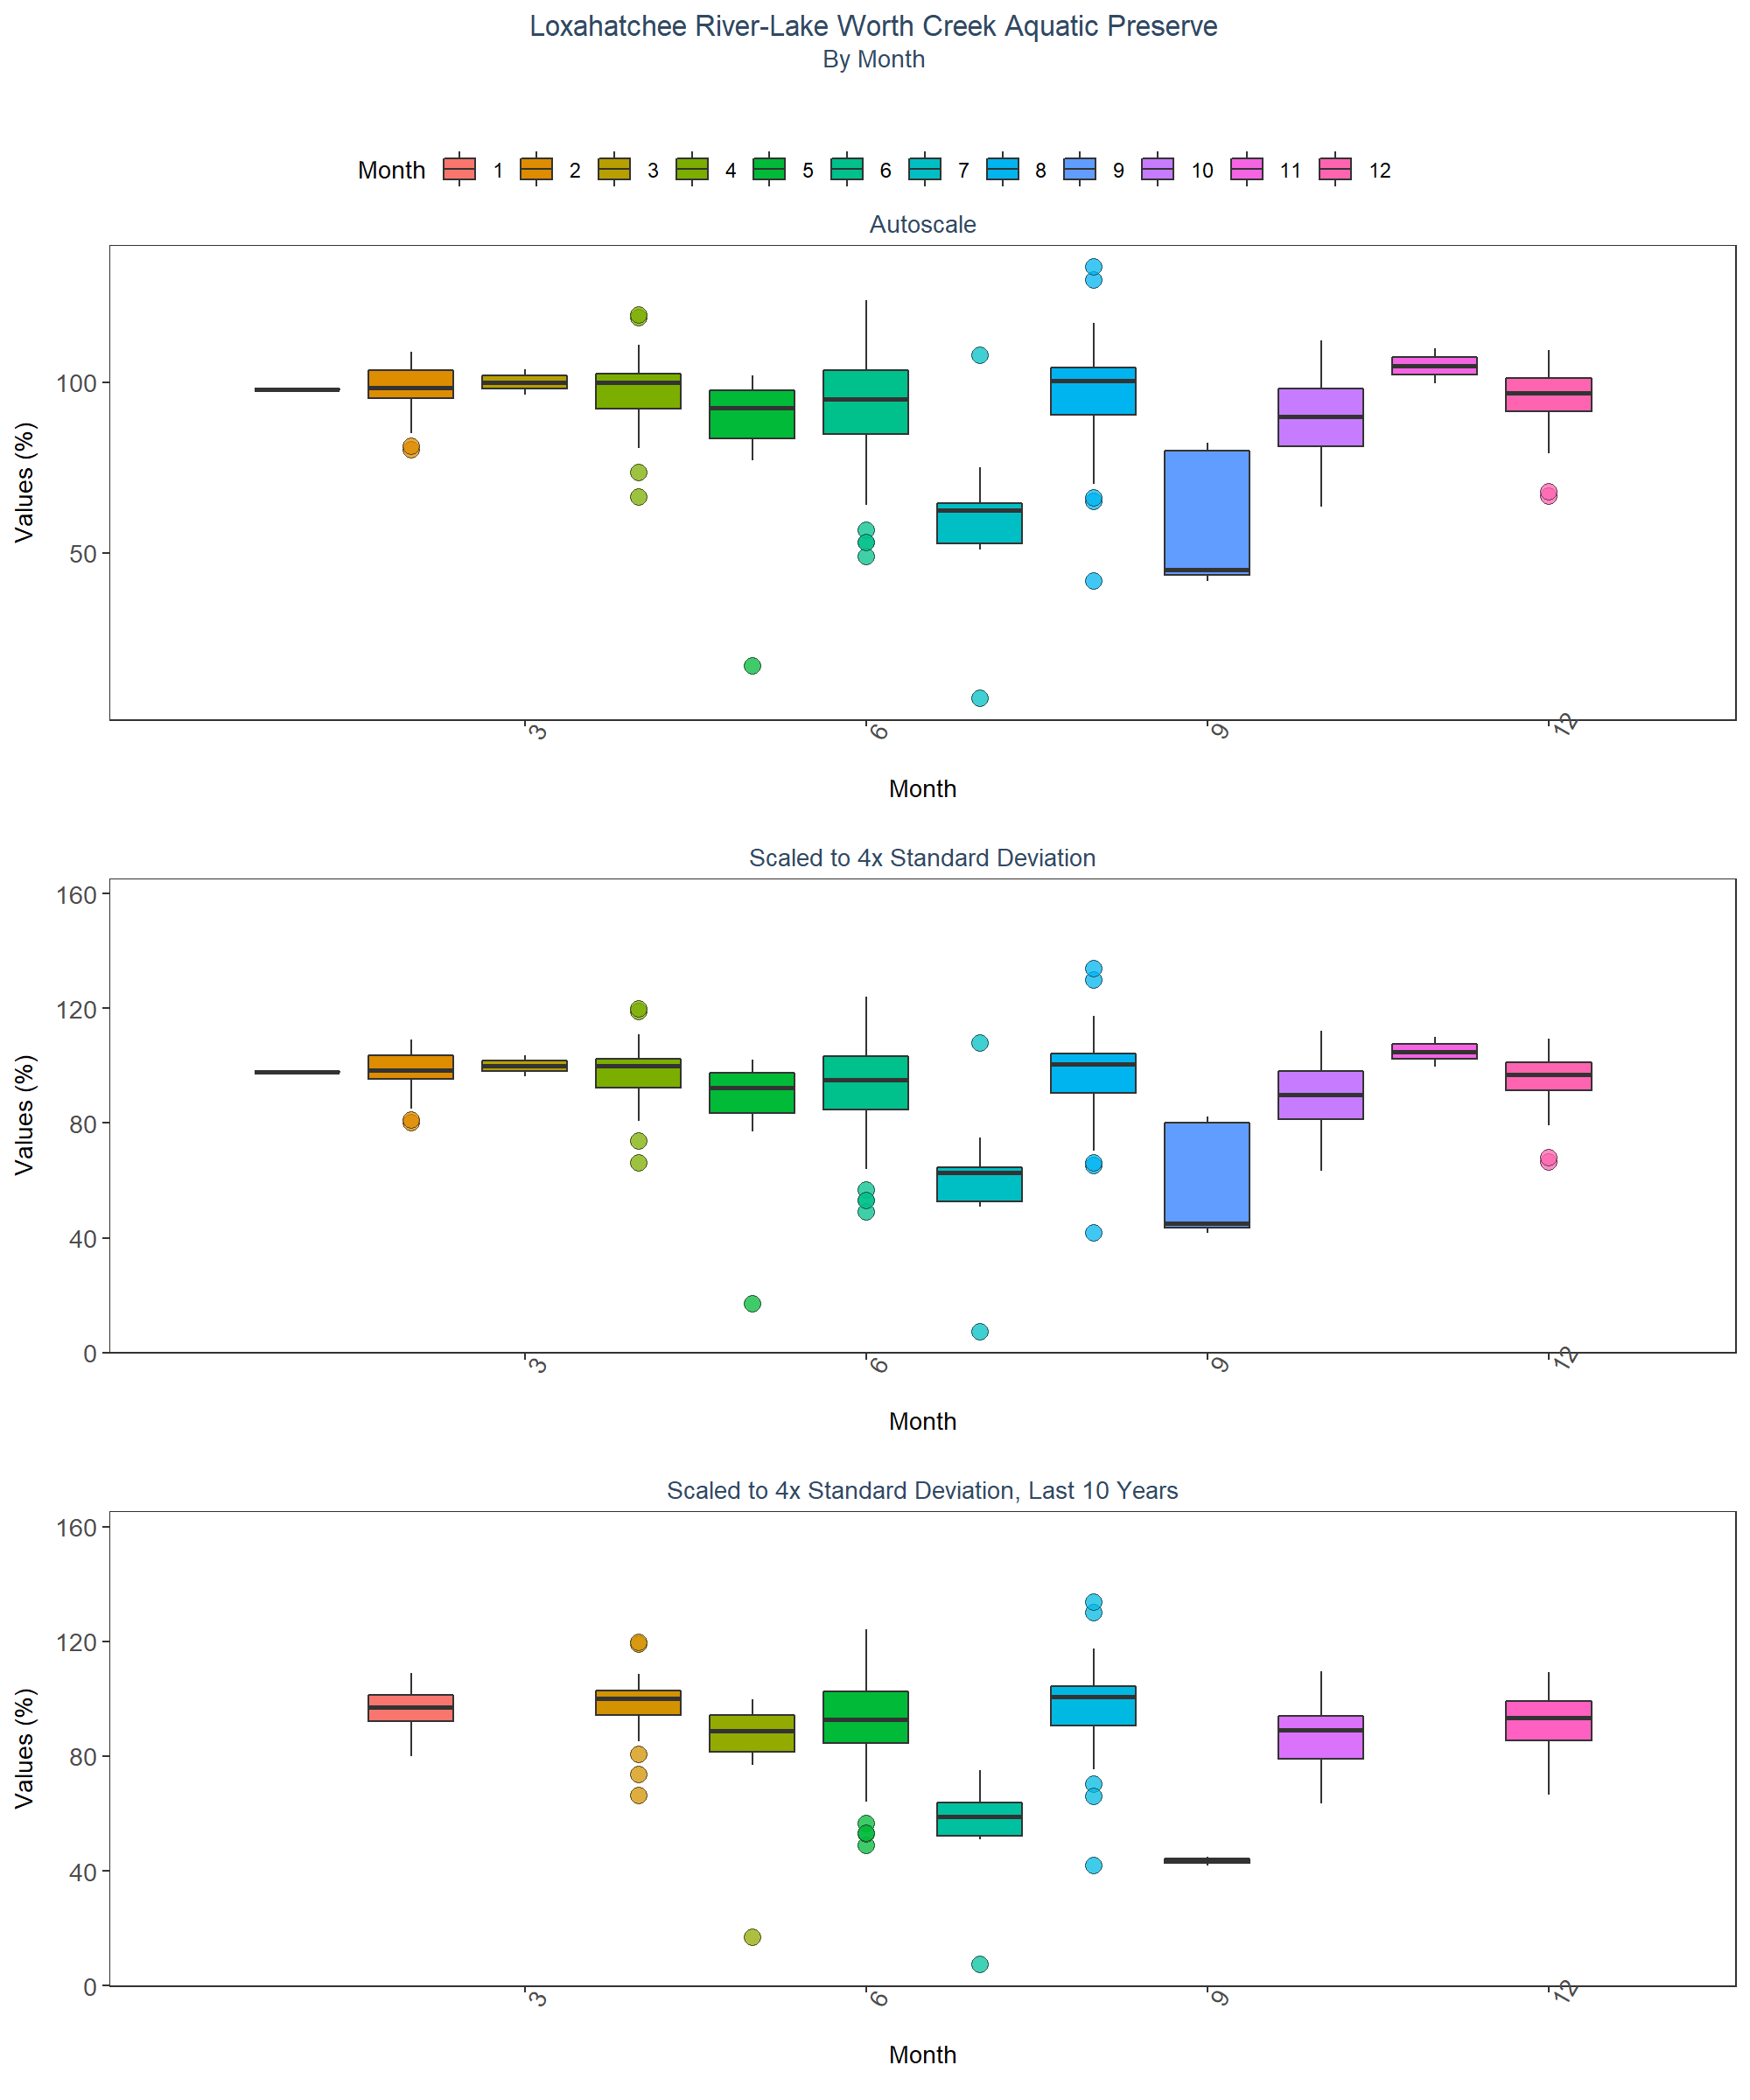 Loxahatchee River-Lake Worth Creek Aquatic Preserve
By Month
Month 1 2 3 4 5 6 7 8 9 10 11 12
Autoscale
Values (%)
100
50
3 6 9 12
Month
Scaled to 4x Standard Deviation
Values (%)
160
120
80
40
0
3 6 9 12
Month
Scaled to 4x Standard Deviation, Last 10 Years
Values (%)
160
120
80
40
0
3 6 9 12
Month